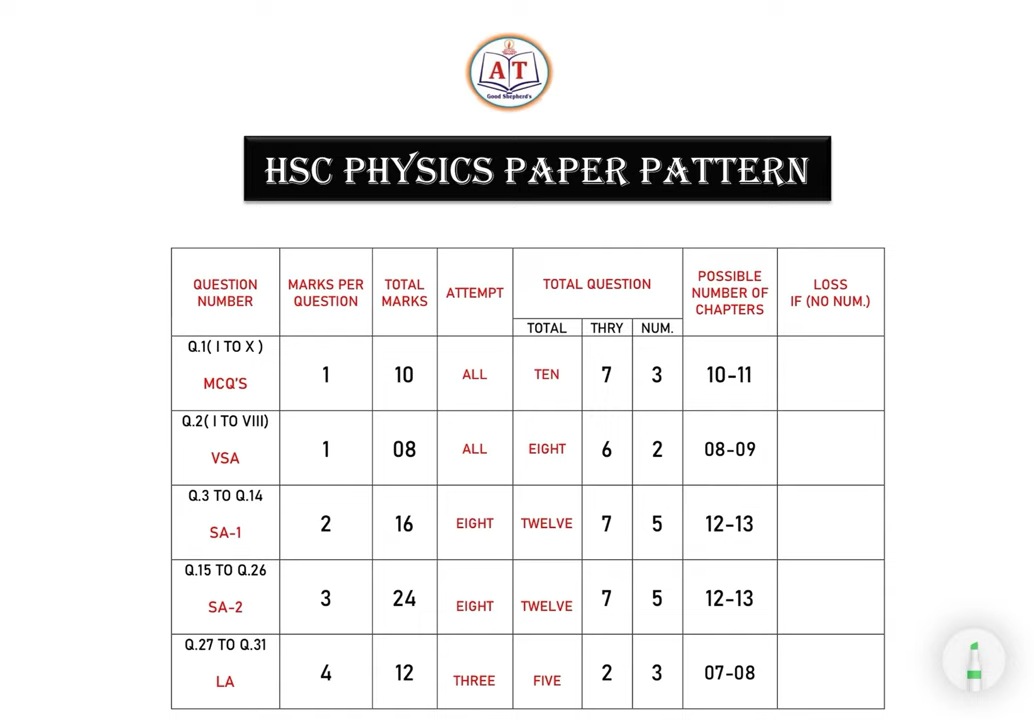 A T
Good Shepherd's
HSC PHYSICS PAPER PATTERN
QUESTION NUMBER MARKS PER QUESTION TOTAL MARKS ATTEMPT TOTAL QUESTION POSSIBLE NUMBER OF CHAPTERS LOSS IF (NO NUM.)
TOTAL THRY NUM.
Q.1( I TO X )
MCQ'S 1 10 ALL TEN 7 3 10-11
Q.2( I TO VIII)
VSA 1 08 ALL EIGHT 6 2 08-09
Q.3 TO Q.14
SA-1 2 16 EIGHT TWELVE 7 5 12-13
Q.15 TO Q.26
SA-2 3 24 EIGHT TWELVE 7 5 12-13
Q.27 TO Q.31
LA 4 12 THREE FIVE 2 3 07-08